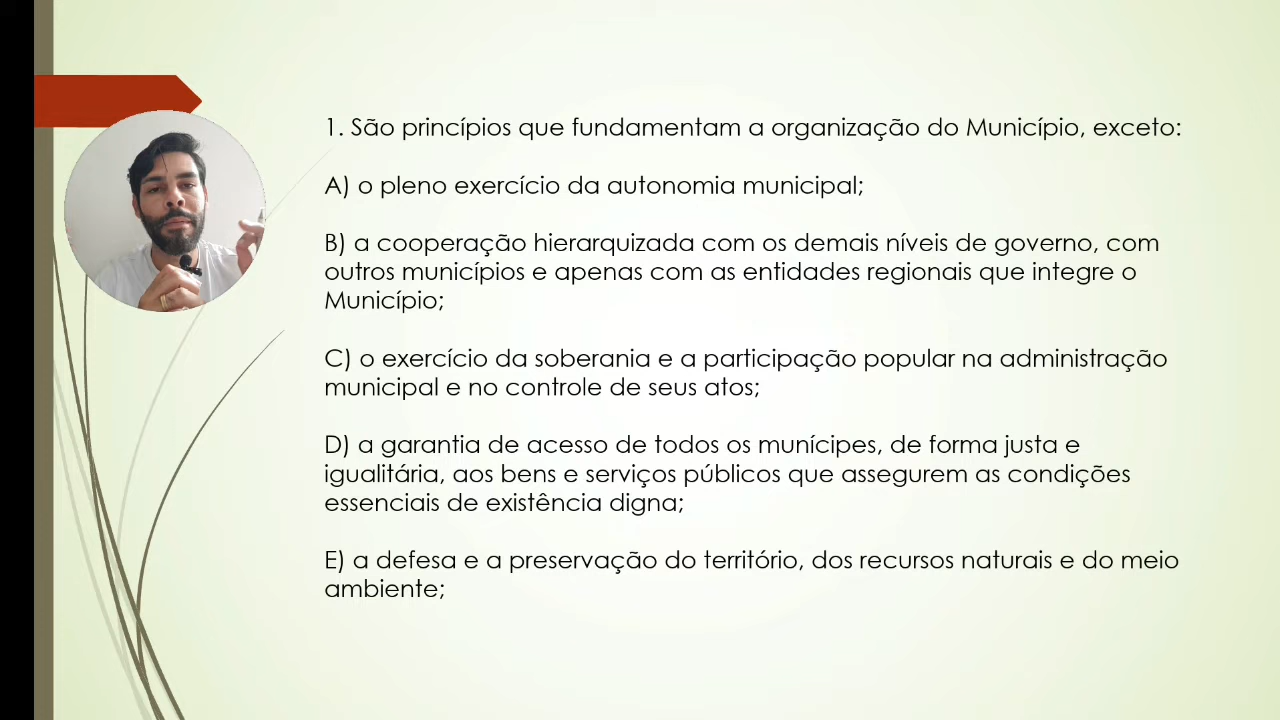 1. São princípios que fundamentam a organização do Município, exceto:
A) o pleno exercício da autonomia municipal;
B) a cooperação hierarquizada com os demais níveis de governo, com
outros municípios e apenas com as entidades regionais que integre o
Município;
C) o exercício da soberania e a participação popular na administração
municipal e no controle de seus atos;
D) a garantia de acesso de todos os munícipes, de forma justa e
igualitária, aos bens e serviços públicos que assegurem as condições
essenciais de existência digna;
E) a defesa e a preservação do território, dos recursos naturais e do meio
ambiente;